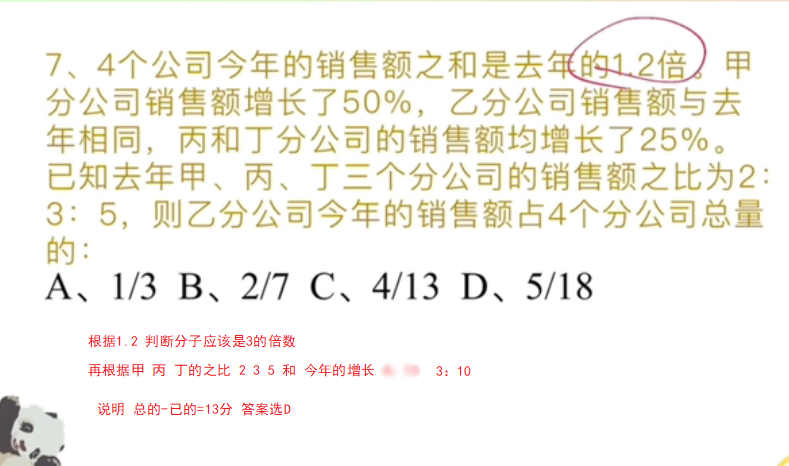 7、4个公司今年的销售额之和是去年的1.2倍。甲
分公司销售额增长了50%，乙分公司销售额与去
年相同，丙和丁分公司的销售额均增长了25%。
已知去年甲、丙、丁三个分公司的销售额之比为2：
3：5，则乙分公司今年的销售额占4个分公司总量
的：
A、1/3 B、2/7 C、4/13 D、5/18
根据1.2 判断分子应该是3的倍数
再根据甲 丙 丁的之比 2 3 5 和 今年的增长 3：10
说明 总的-已的=13分 答案选D